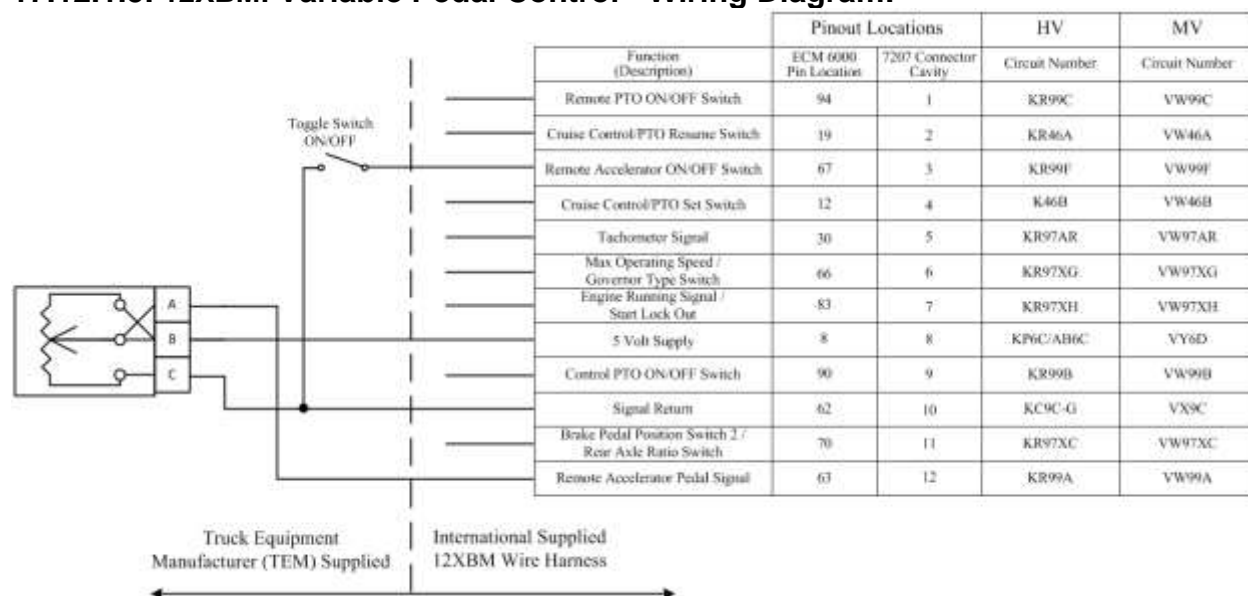 12XBM: Variable Pedal Control - Wiring Diagram:
Pinout Locations HV MV
Function
(Description)
ECM 6000
Pin Location
7207 Connector
Cavity
Circuit Number
Circuit Number
Remote PTO ON/OFF Switch 94 1 KR99C VW99C
Cruise Control/PTO Resume Switch 19 2 KR46A VW46A
Remote Accelerator ON/OFF Switch 67 3 KR99F VW99F
Cruise Control/PTO Set Switch 12 4 K46B VW46B
Tachometer Signal 30 5 KR97AR VW97AR
Max Operating Speed /
Governor Type Switch 66 6 KR97XG VW97XG
Engine Running Signal /
Start Lock Out 83 7 KR97XH VW97XH
5 Volt Supply 8 8 KP6C/AB6C VY6D
Control PTO ON/OFF Switch 90 9 KR99B VW99B
Signal Return 62 10 KC9C-G VX9C
Brake Pedal Position Switch 2 /
Rear Axle Ratio Switch 70 11 KR97XC VW97XC
Remote Accelerator Pedal Signal 63 12 KR99A VW99A
Toggle Switch
ON/OFF
A
B
C
Truck Equipment
Manufacturer (TEM) Supplied
International Supplied
12XBM Wire Harness